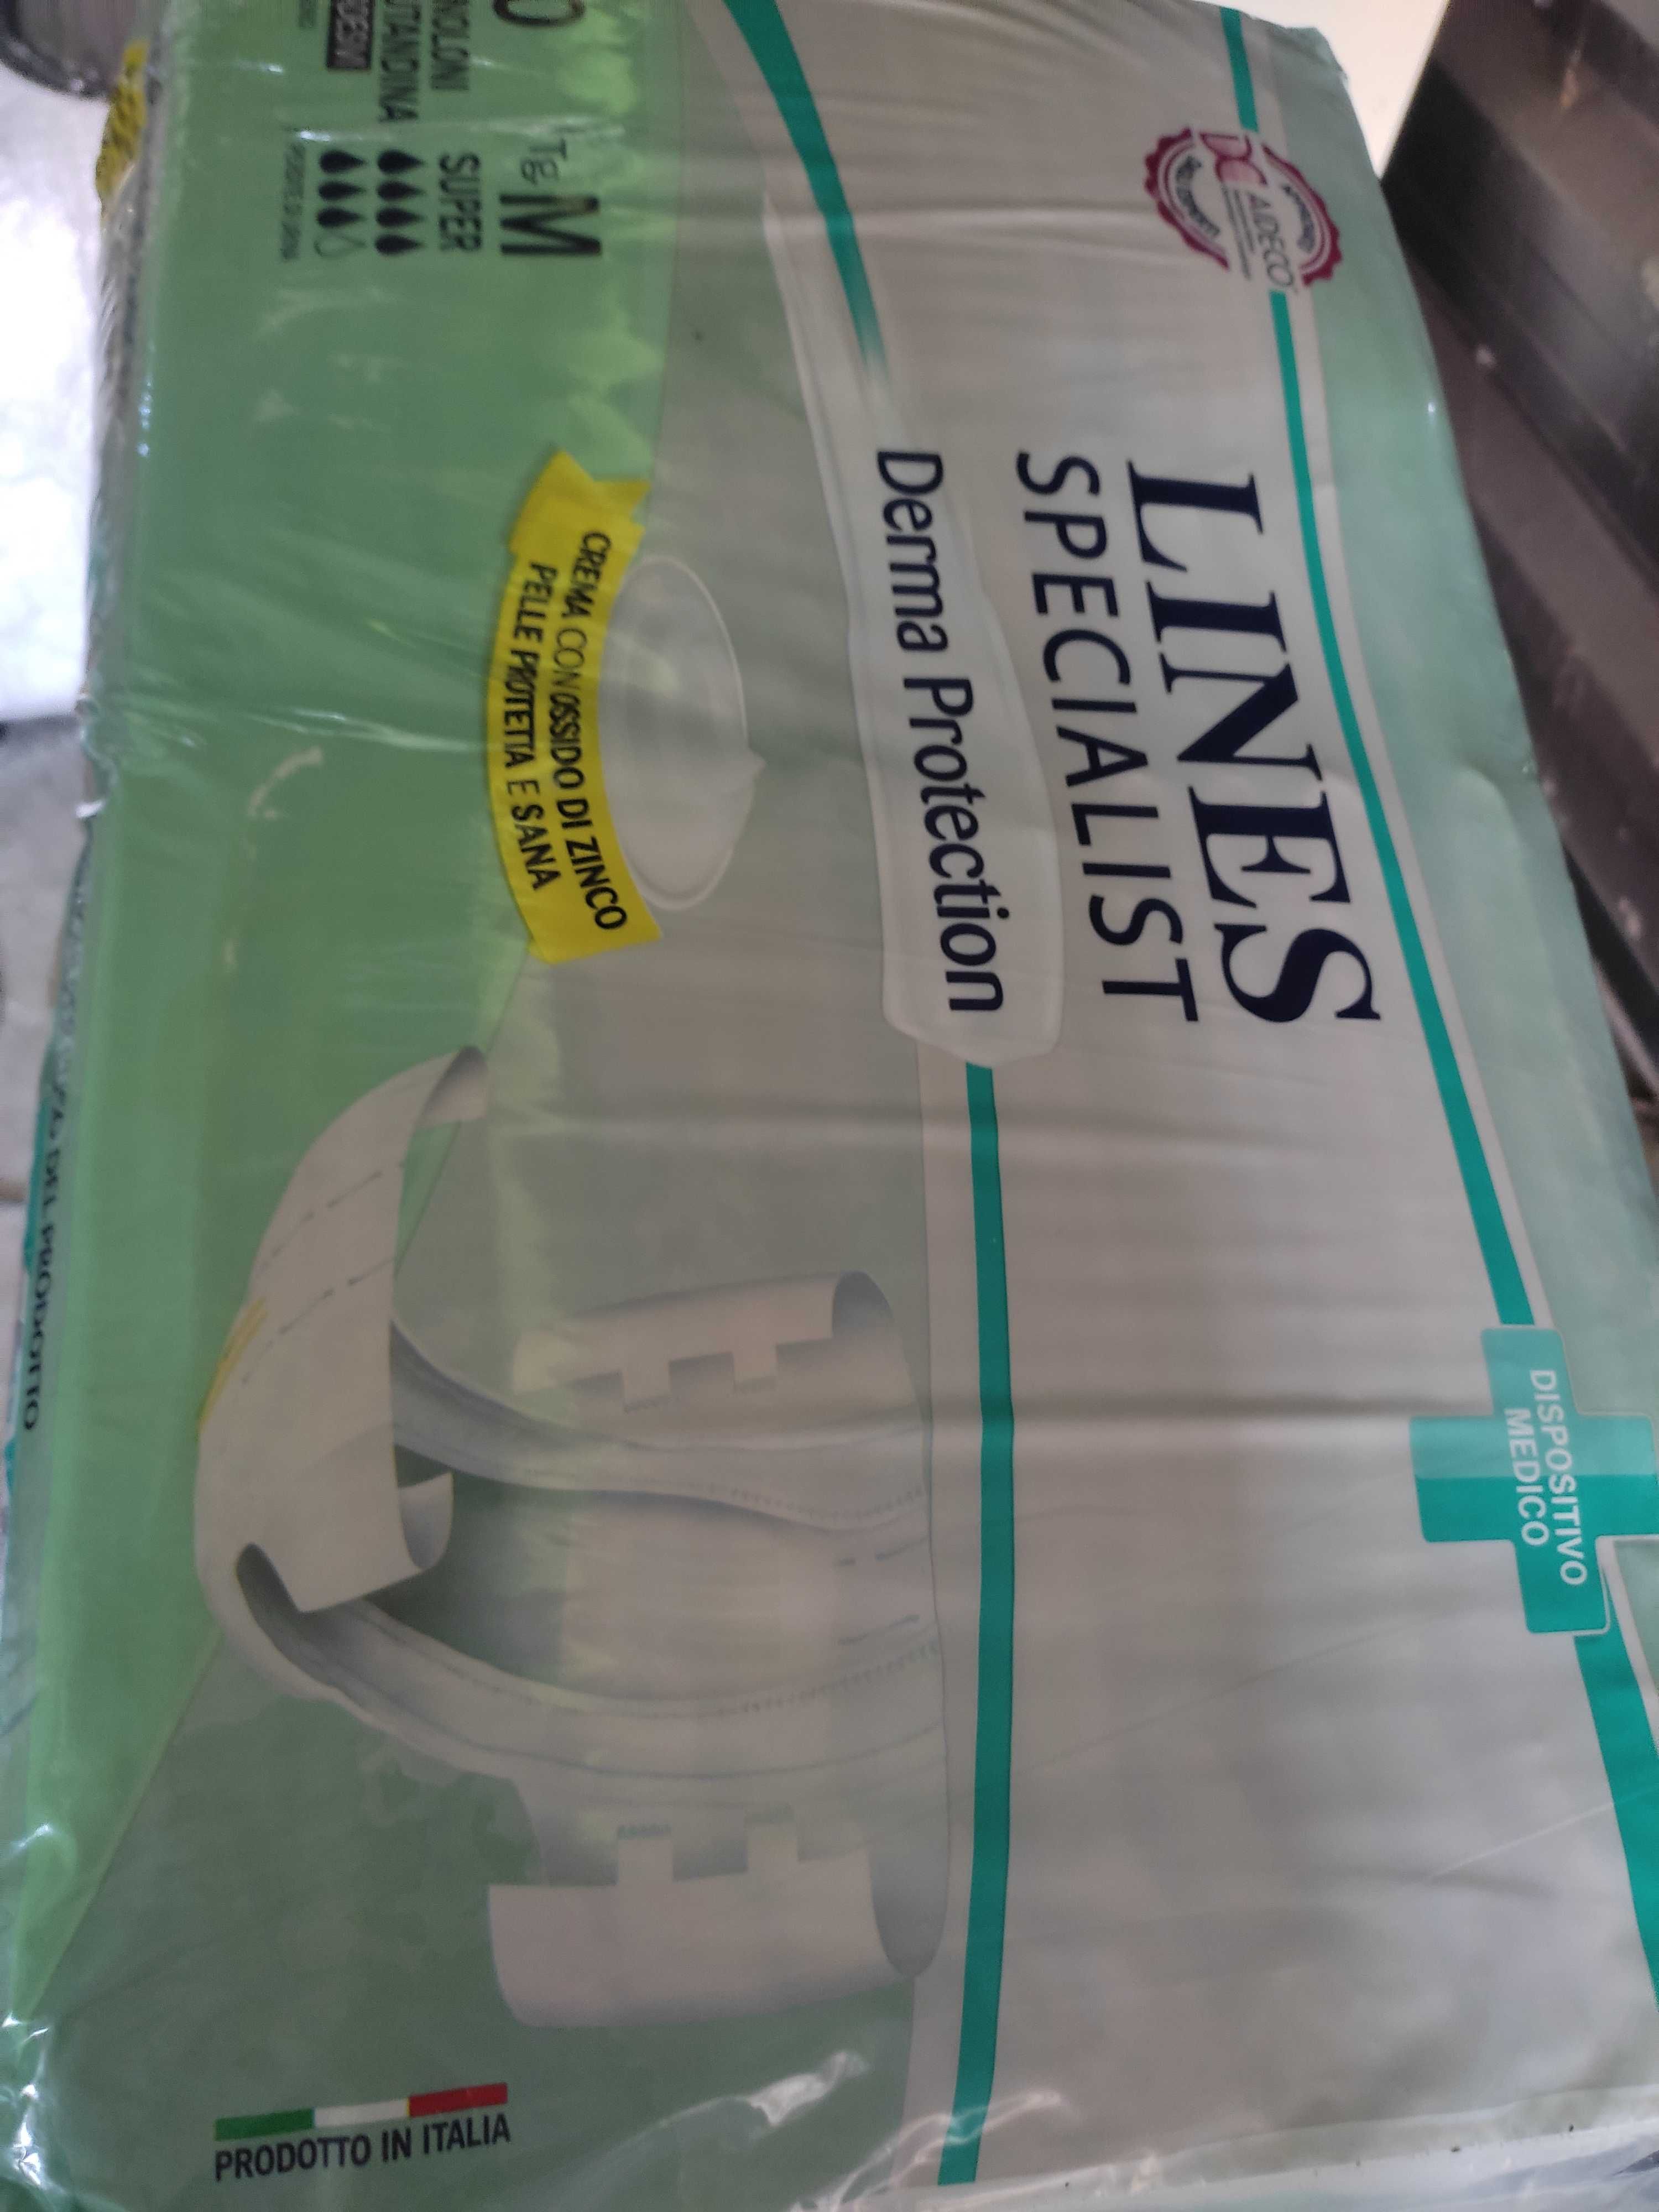 AIDECO
LINES
SPECIALIST
Derma Protection
DISPOSITIVO
MEDICO
CREMA CON OSSIDO DI ZINCO
PELLE PROTETTA E SANA
Tg M
SUPER
PRODOTTO IN ITALIA